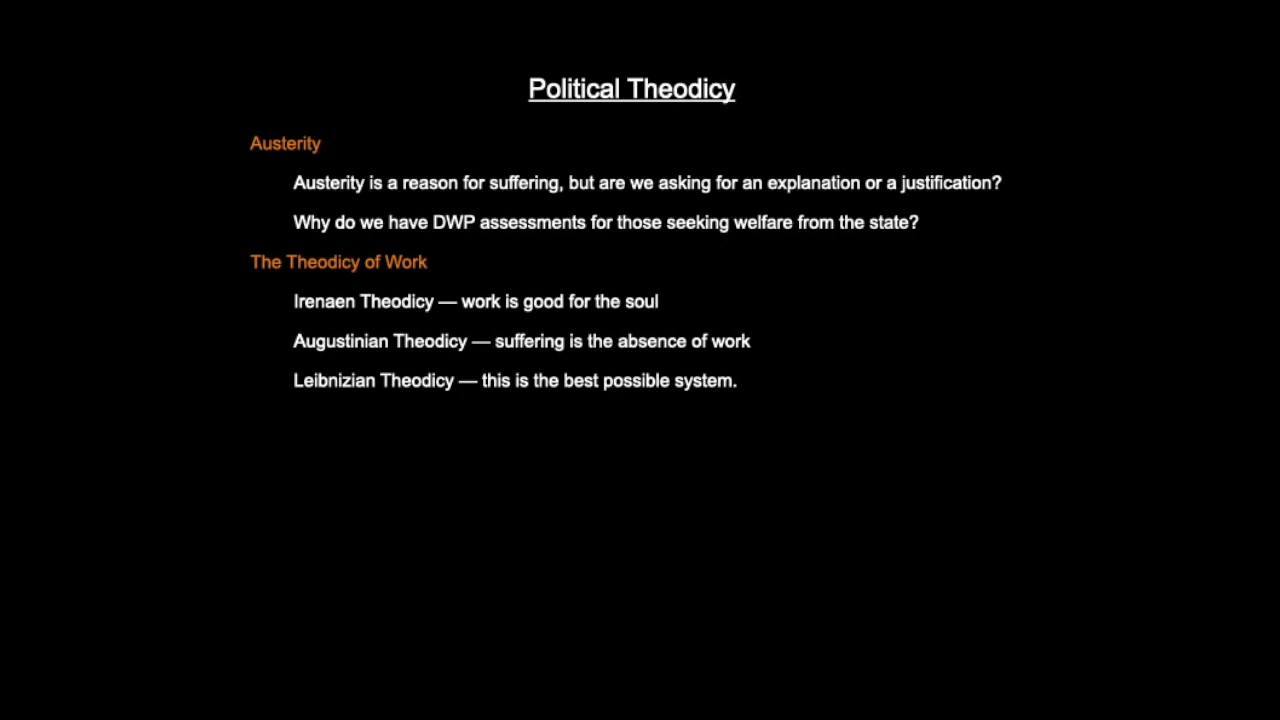 Political Theodicy
Austerity
Austerity is a reason for suffering, but are we asking for an explanation or a justification?
Why do we have DWP assessments for those seeking welfare from the state?
The Theodicy of Work
Irenaen Theodicy — work is good for the soul
Augustinian Theodicy — suffering is the absence of work
Leibnizian Theodicy — this is the best possible system.